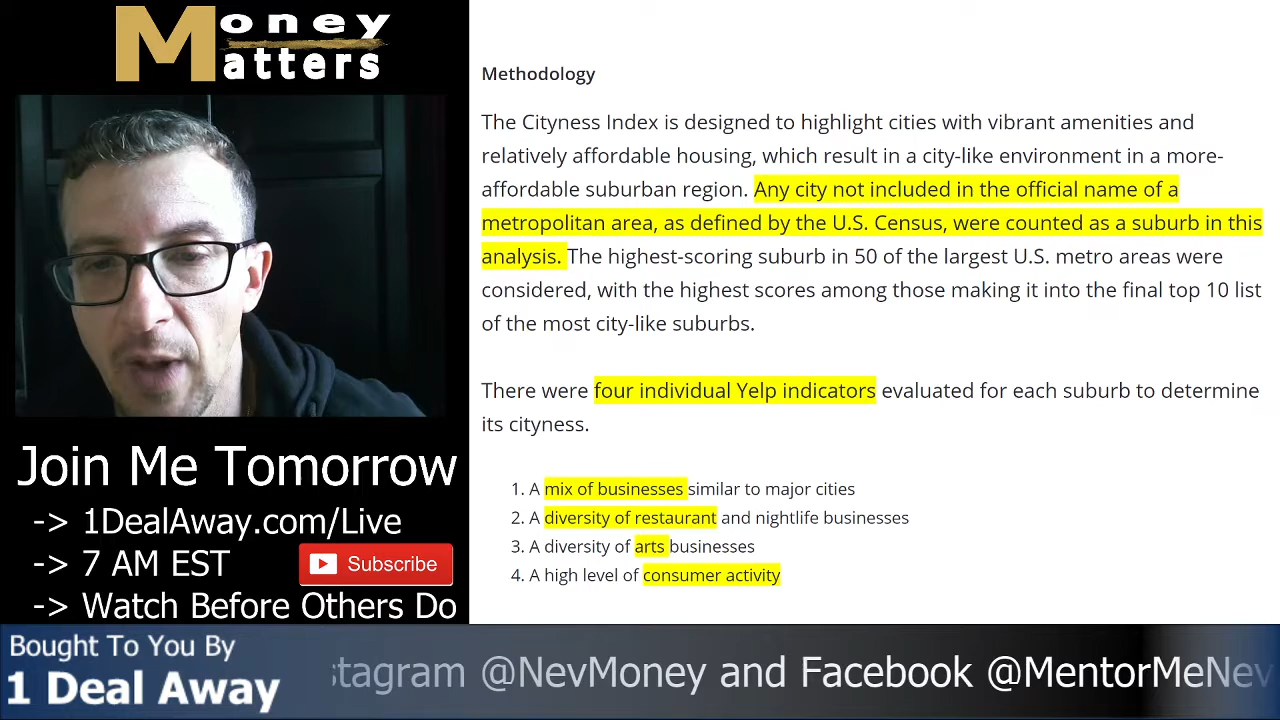 Money
Matters
Join Me Tomorrow
-> 1DealAway.com/Live
-> 7 AM EST
Subscribe
-> Watch Before Others Do
Methodology
The Cityness Index is designed to highlight cities with vibrant amenities and
relatively affordable housing, which result in a city-like environment in a more-
affordable suburban region. Any city not included in the official name of a
metropolitan area, as defined by the U.S. Census, were counted as a suburb in this
analysis. The highest-scoring suburb in 50 of the largest U.S. metro areas were
considered, with the highest scores among those making it into the final top 10 list
of the most city-like suburbs.
There were four individual Yelp indicators evaluated for each suburb to determine
its cityness.
1. A mix of businesses similar to major cities
2. A diversity of restaurant and nightlife businesses
3. A diversity of arts businesses
4. A high level of consumer activity
Bought To You By
1 Deal Away
stagram @NevMoney and Facebook @MentorMeNev